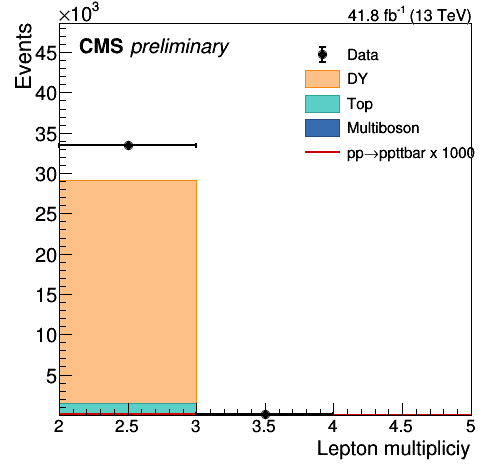 ×10³
41.8 fb⁻¹ (13 TeV)
CMS preliminary
Events
Data
DY
Top
Multiboson
pp→ppttbar x 1000
45
40
35
30
25
20
15
10
5
2 2.5 3 3.5 4 4.5 5
Lepton multipliciy